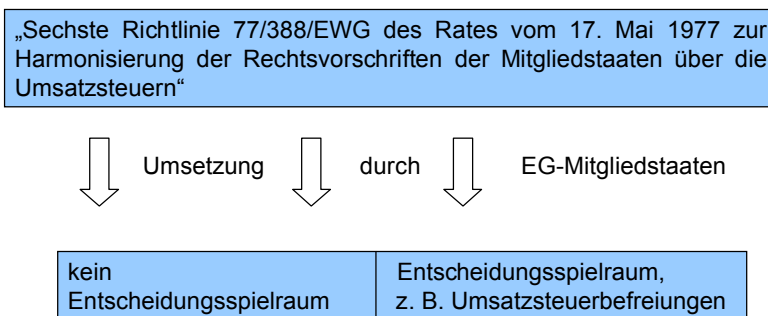 „Sechste Richtlinie 77/388/EWG des Rates vom 17. Mai 1977 zur
Harmonisierung der Rechtsvorschriften der Mitgliedstaaten über die
Umsatzsteuern“
Umsetzung durch EG-Mitgliedstaaten
kein
Entscheidungsspielraum
Entscheidungsspielraum,
z. B. Umsatzsteuerbefreiungen